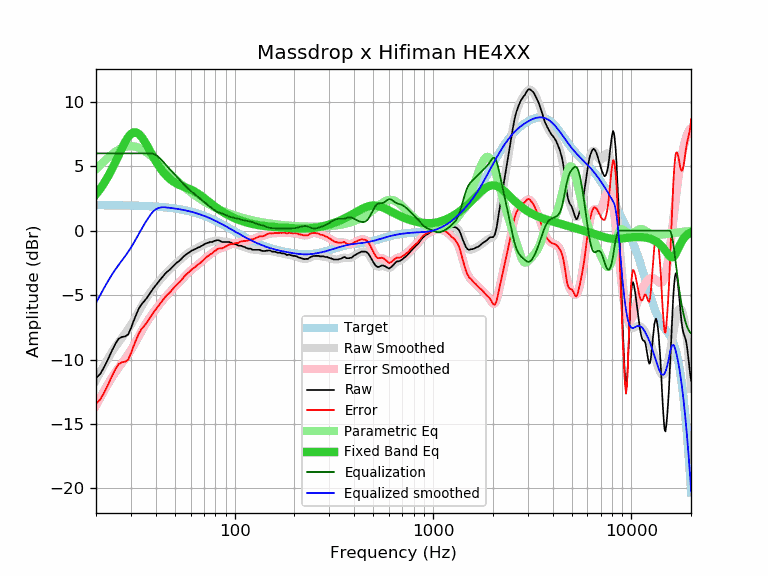 Massdrop x Hifiman HE4XX
Amplitude (dBr)
10
5
0
−5
−10
−15
−20
Target
Raw Smoothed
Error Smoothed
Raw
Error
Parametric Eq
Fixed Band Eq
Equalization
Equalized smoothed
100
1000
10000
Frequency (Hz)